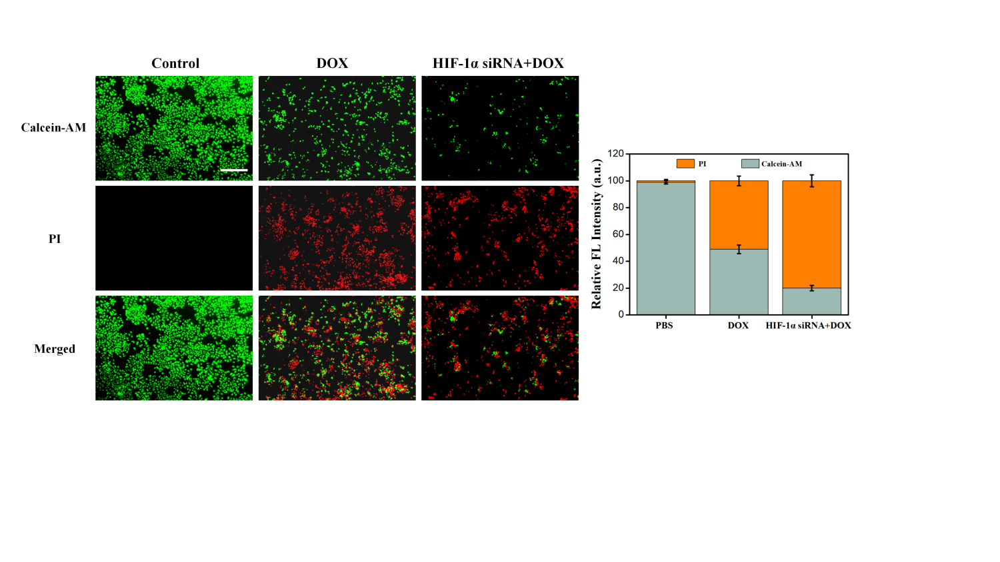 Control
DOX
HIF-1α siRNA+DOX
Calcein-AM
PI
Merged
Relative FL Intensity (a.u.)
120
100
80
60
40
20
0
PI
Calcein-AM
PBS
DOX
HIF-1α siRNA+DOX